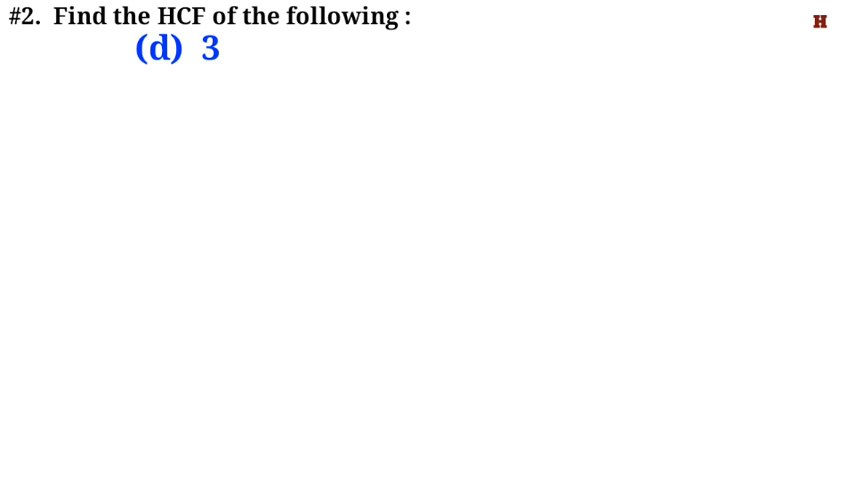 #2. Find the HCF of the following :
H
(d) 3